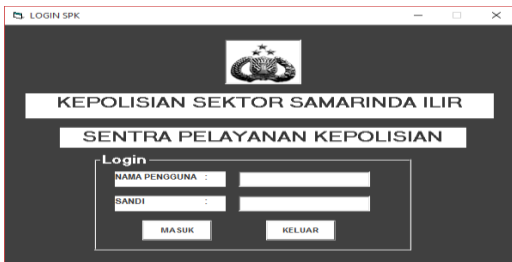 LOGIN SPK
KEPOLISIAN SEKTOR SAMARINDA ILIR
SENTRA PELAYANAN KEPOLISIAN
Login
NAMA PENGGUNA :
SANDI :
MASUK KELUAR